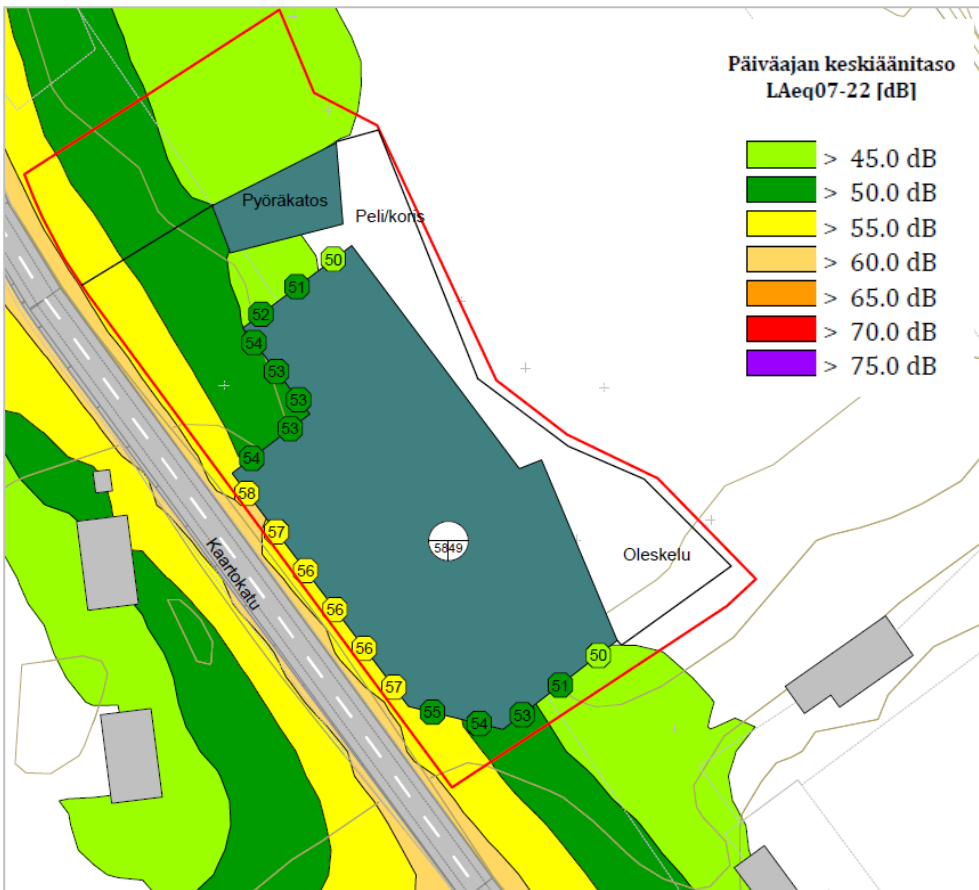 Päiväajan keskiäänitaso
LAeq07-22 [dB]
> 45.0 dB
> 50.0 dB
> 55.0 dB
> 60.0 dB
> 65.0 dB
> 70.0 dB
> 75.0 dB
Pyöräkatos
Peli/koris
50
51
52
54
53
53
53
54
58
57
56
56
56
57
55
54
53
51
50
5849
Oleskelu
Kaartokatu